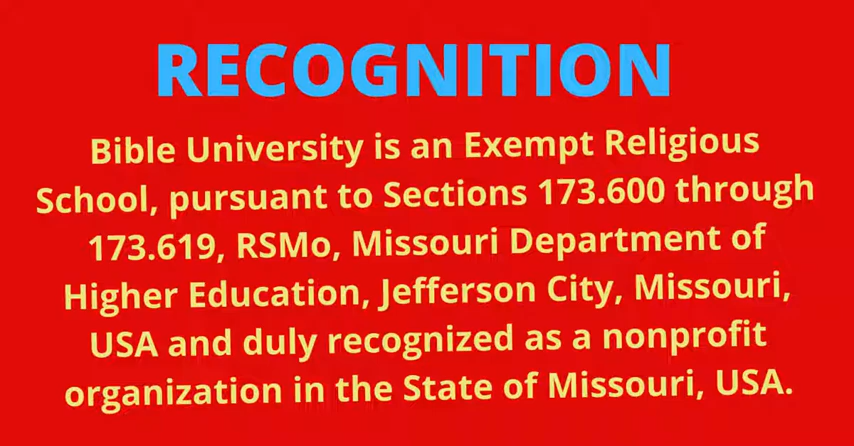 RECOGNITION
Bible University is an Exempt Religious
School, pursuant to Sections 173.600 through
173.619, RSMo, Missouri Department of
Higher Education, Jefferson City, Missouri,
USA and duly recognized as a nonprofit
organization in the State of Missouri, USA.